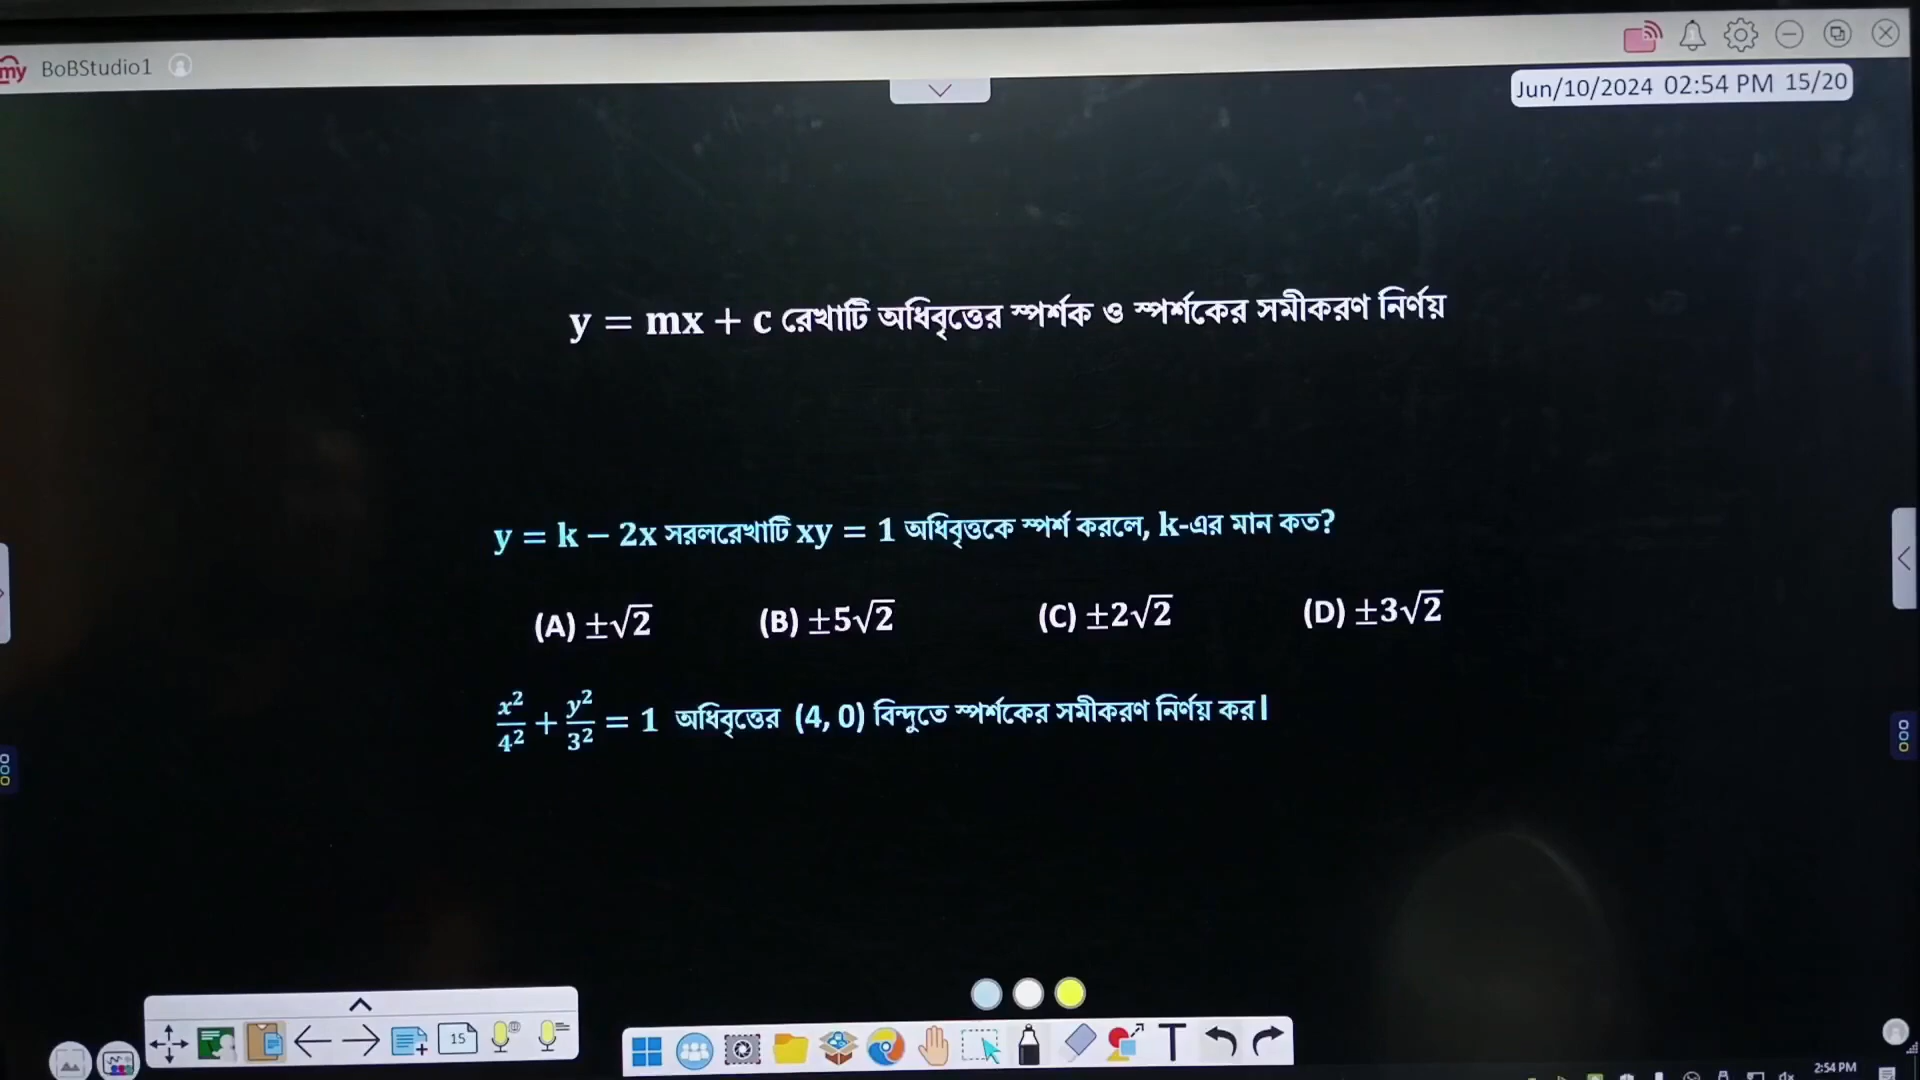 my BoBStudio1
Jun/10/2024 02:54 PM 15/20
y = mx + c রেখাটি অধিবৃত্তের স্পর্শক ও স্পর্শকের সমীকরণ নির্ণয়
y = k − 2x সরলরেখাটি xy = 1 অধিবৃত্তকে স্পর্শ করলে, k-এর মান কত?
(A) ±√2 (B) ±5√2 (C) ±2√2 (D) ±3√2
x²/4² + y²/3² = 1 অধিবৃত্তের (4, 0) বিন্দুতে স্পর্শকের সমীকরণ নির্ণয় কর।
15
T
2:54 PM